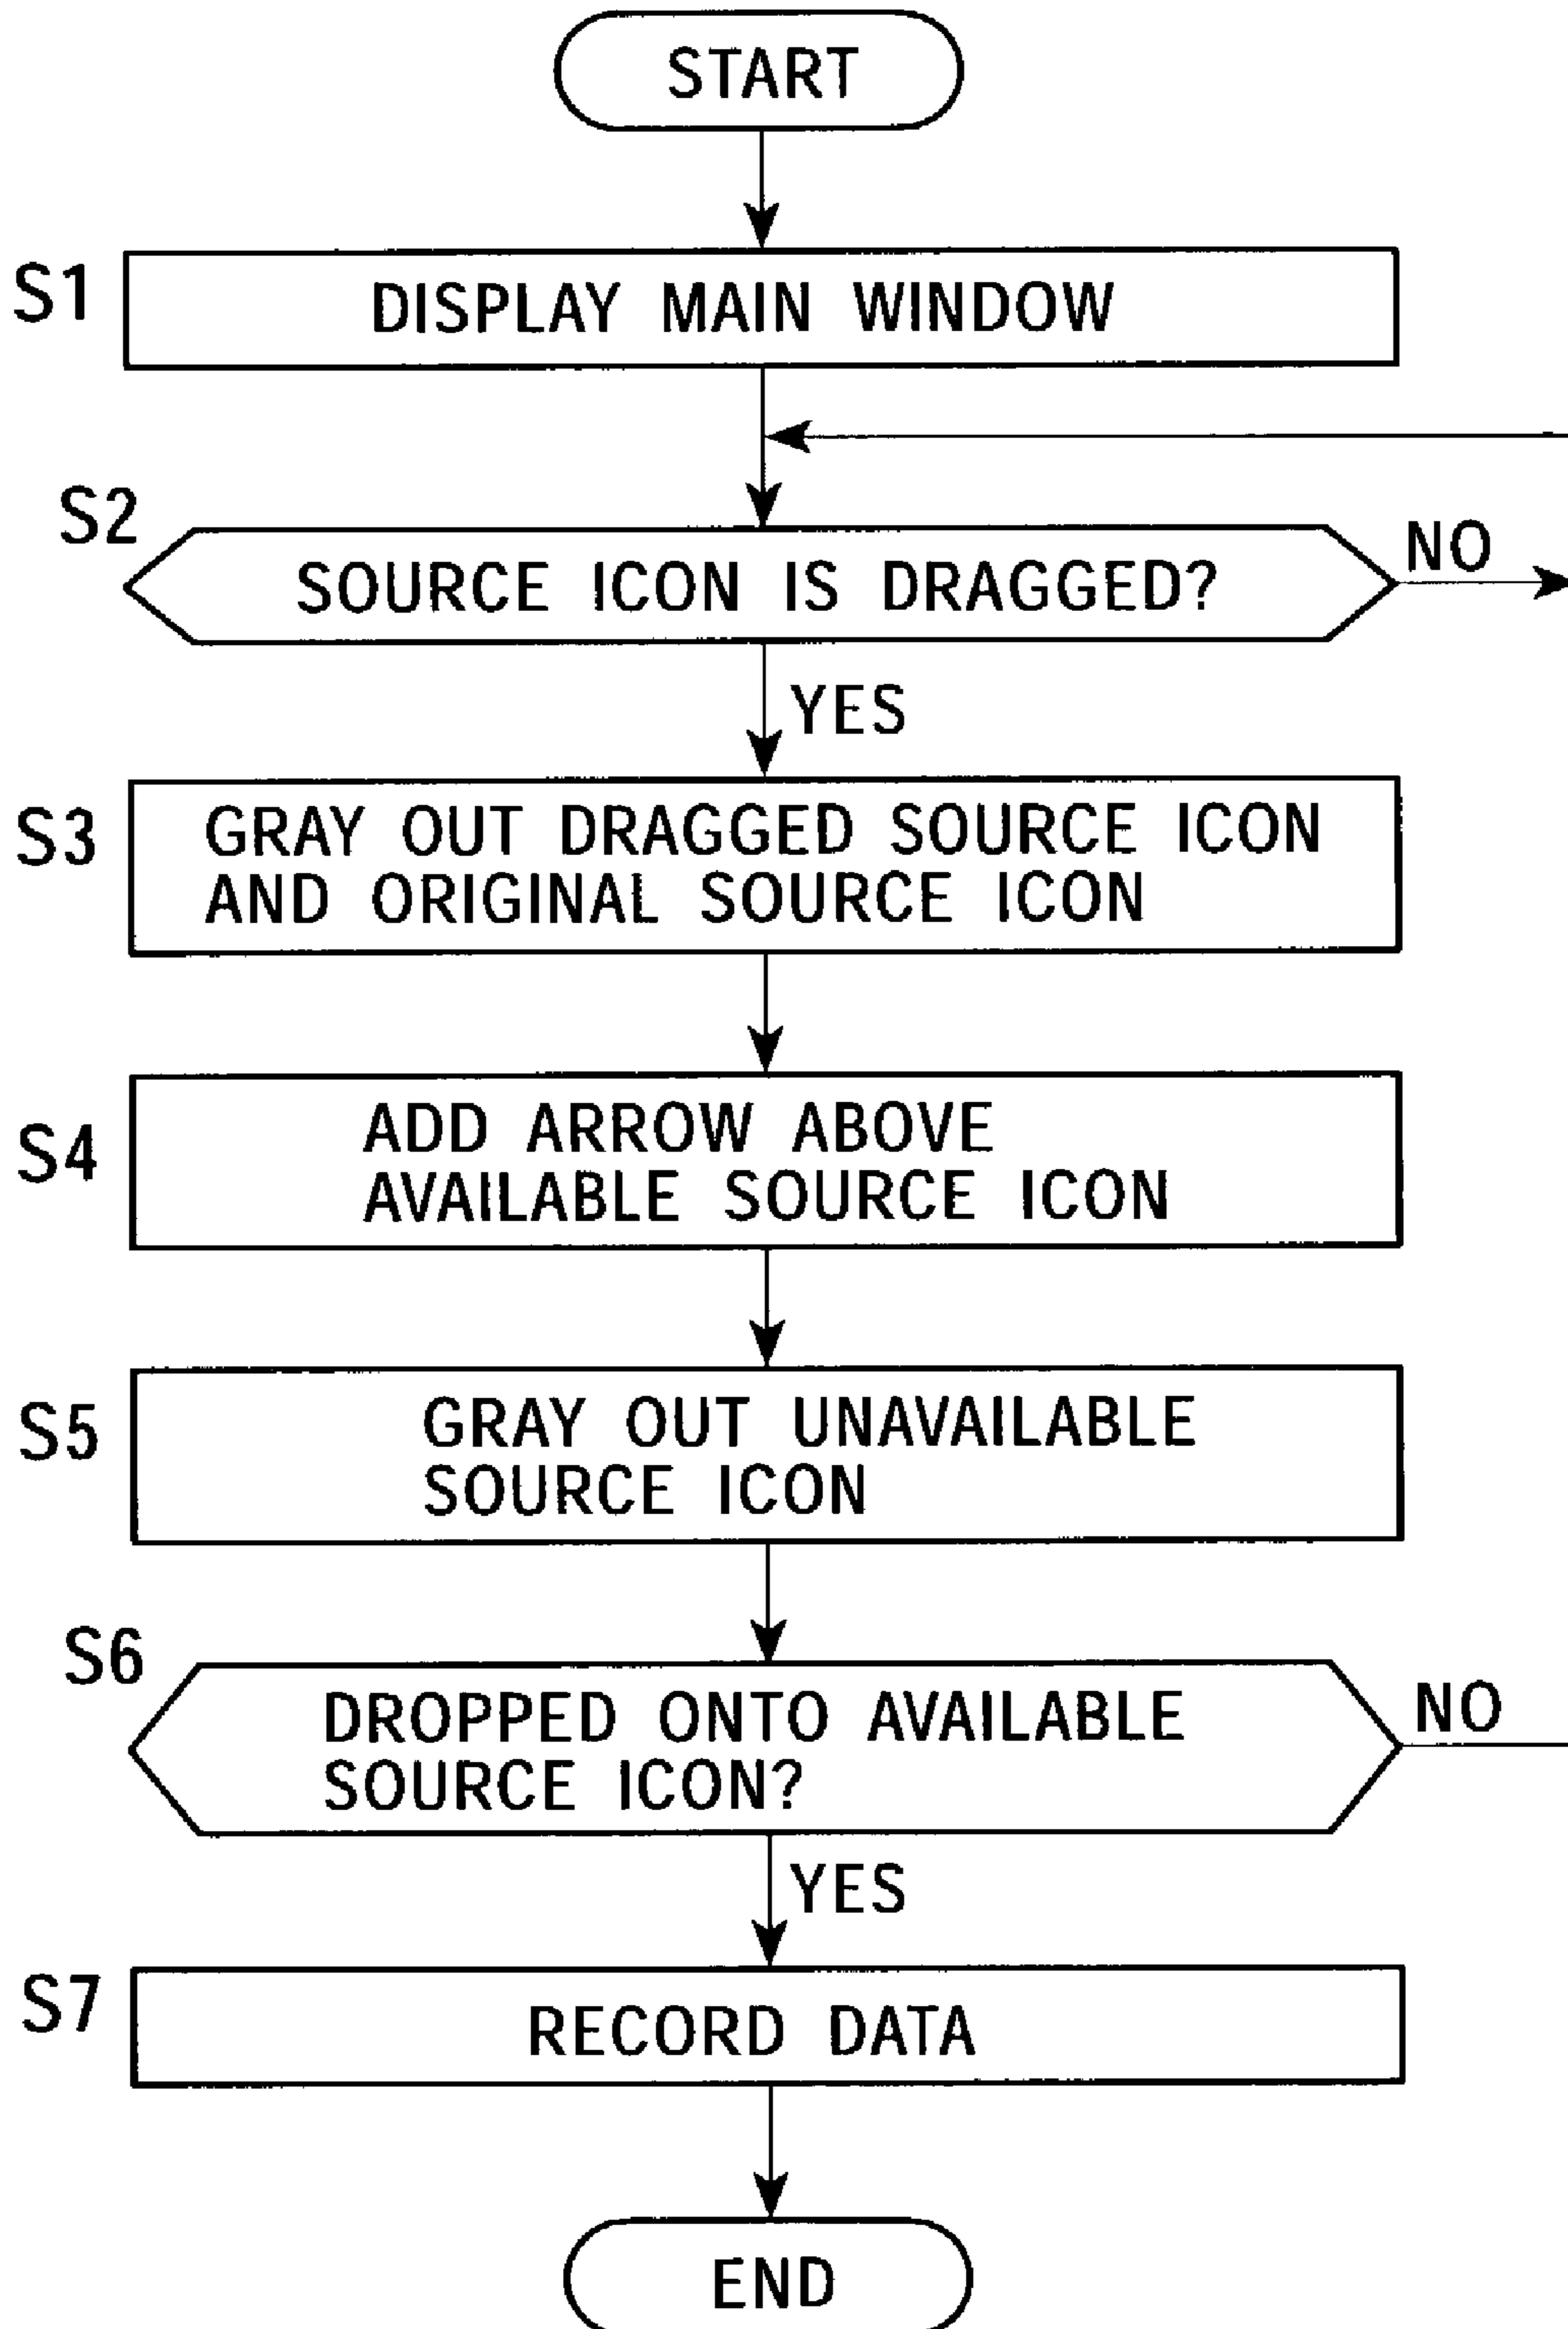 START
S1
DISPLAY MAIN WINDOW
S2
SOURCE ICON IS DRAGGED?
NO
YES
S3
GRAY OUT DRAGGED SOURCE ICON
AND ORIGINAL SOURCE ICON
S4
ADD ARROW ABOVE
AVAILABLE SOURCE ICON
S5
GRAY OUT UNAVAILABLE
SOURCE ICON
S6
DROPPED ONTO AVAILABLE
SOURCE ICON?
NO
YES
S7
RECORD DATA
END